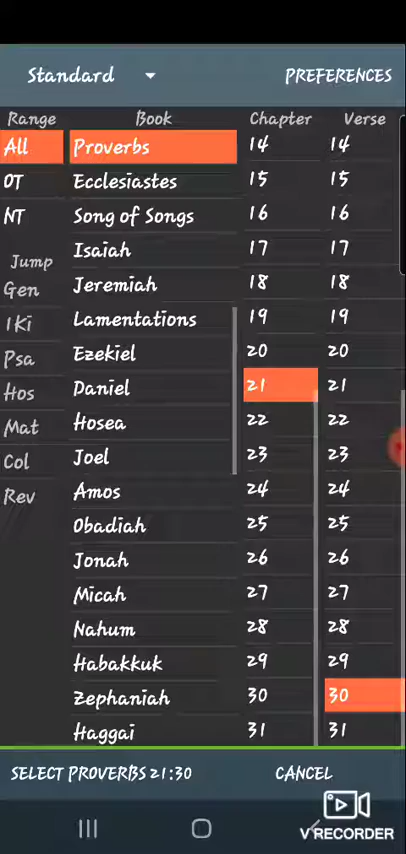 Standard PREFERENCES
Range Book Chapter Verse
All Proverbs 14 14
OT Ecclesiastes 15 15
NT Song of Songs 16 16
Isaiah 17 17
Jump
Gen Jeremiah 18 18
1Ki Lamentations 19 19
Psa Ezekiel 20 20
Hos Daniel 21 21
Mat Hosea 22 22
Col Joel 23 23
Rev Amos 24 24
Obadiah 25 25
Jonah 26 26
Micah 27 27
Nahum 28 28
Habakkuk 29 29
Zephaniah 30 30
Haggai 31 31
SELECT PROVERBS 21:30 CANCEL
V RECORDER